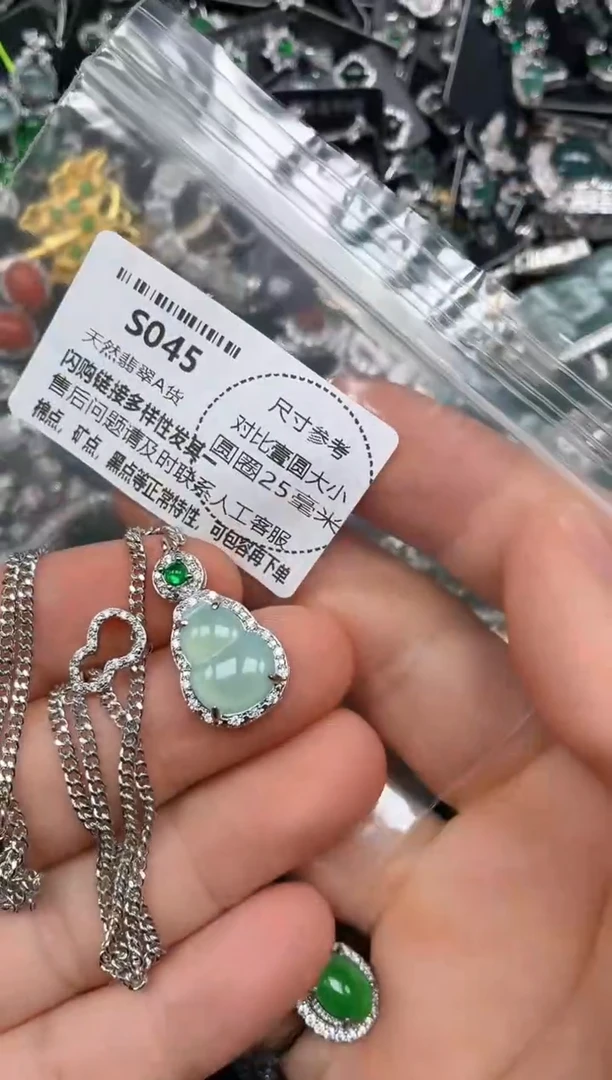 S045
天然翡翠A货
闪购链接多样性发其一
售后问题请及时联系人工客服
棉点，矿点，黑点等正常特性，可包容再下单
尺寸参考
对比壹圆大小
圆圈25毫米